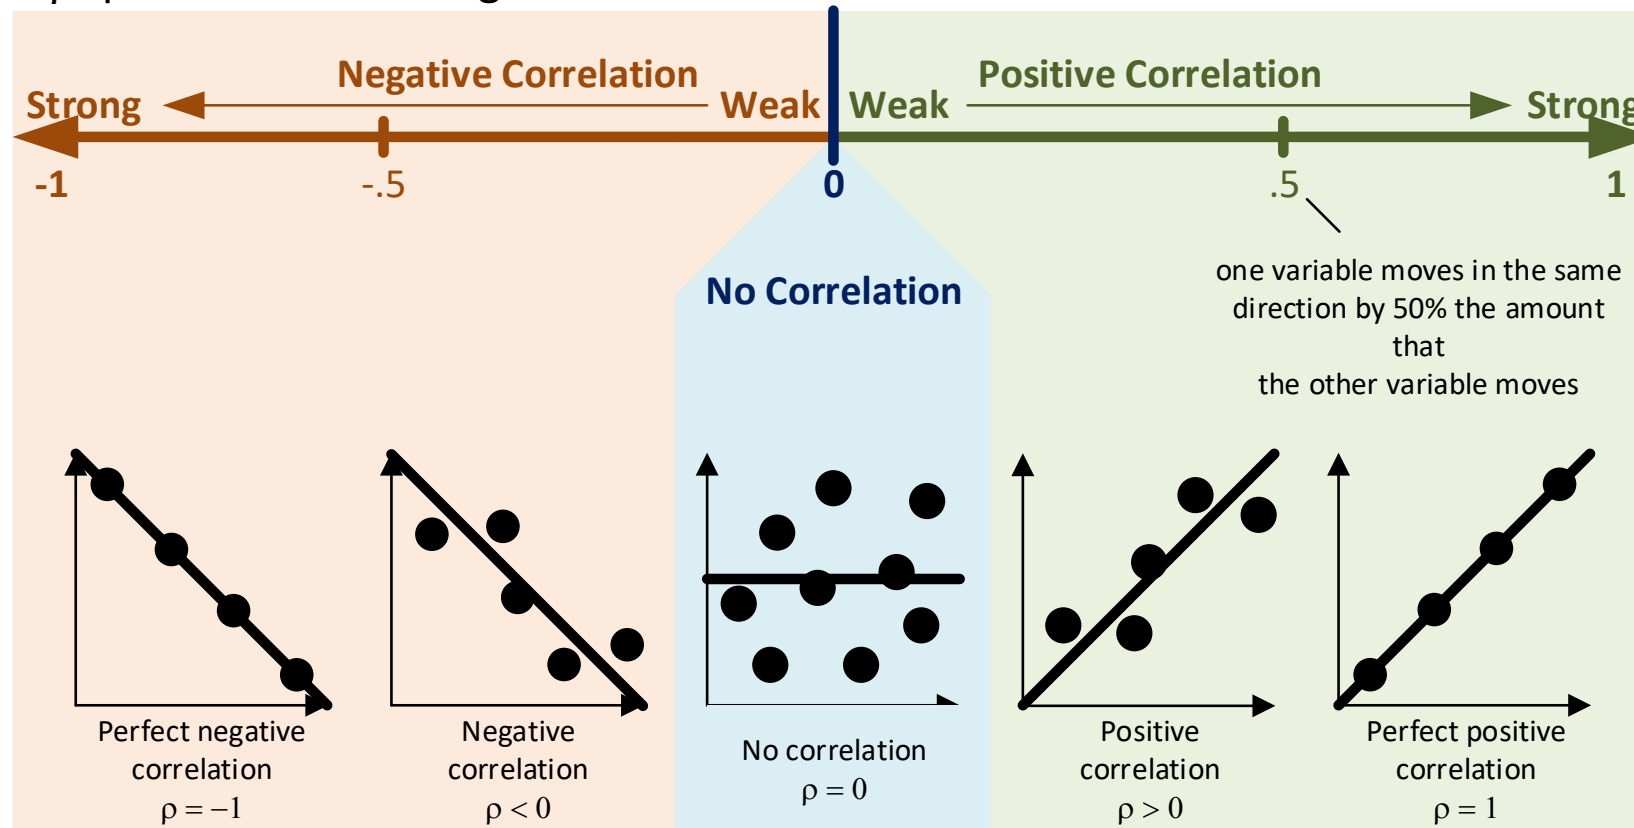 Negative Correlation
Positive Correlation
Strong
Weak
Weak
Strong
-1
-.5
0
.5
1
No Correlation
one variable moves in the same
direction by 50% the amount
that
the other variable moves
Perfect negative
correlation
ρ = −1
Negative
correlation
ρ < 0
No correlation
ρ = 0
Positive
correlation
ρ > 0
Perfect positive
correlation
ρ = 1